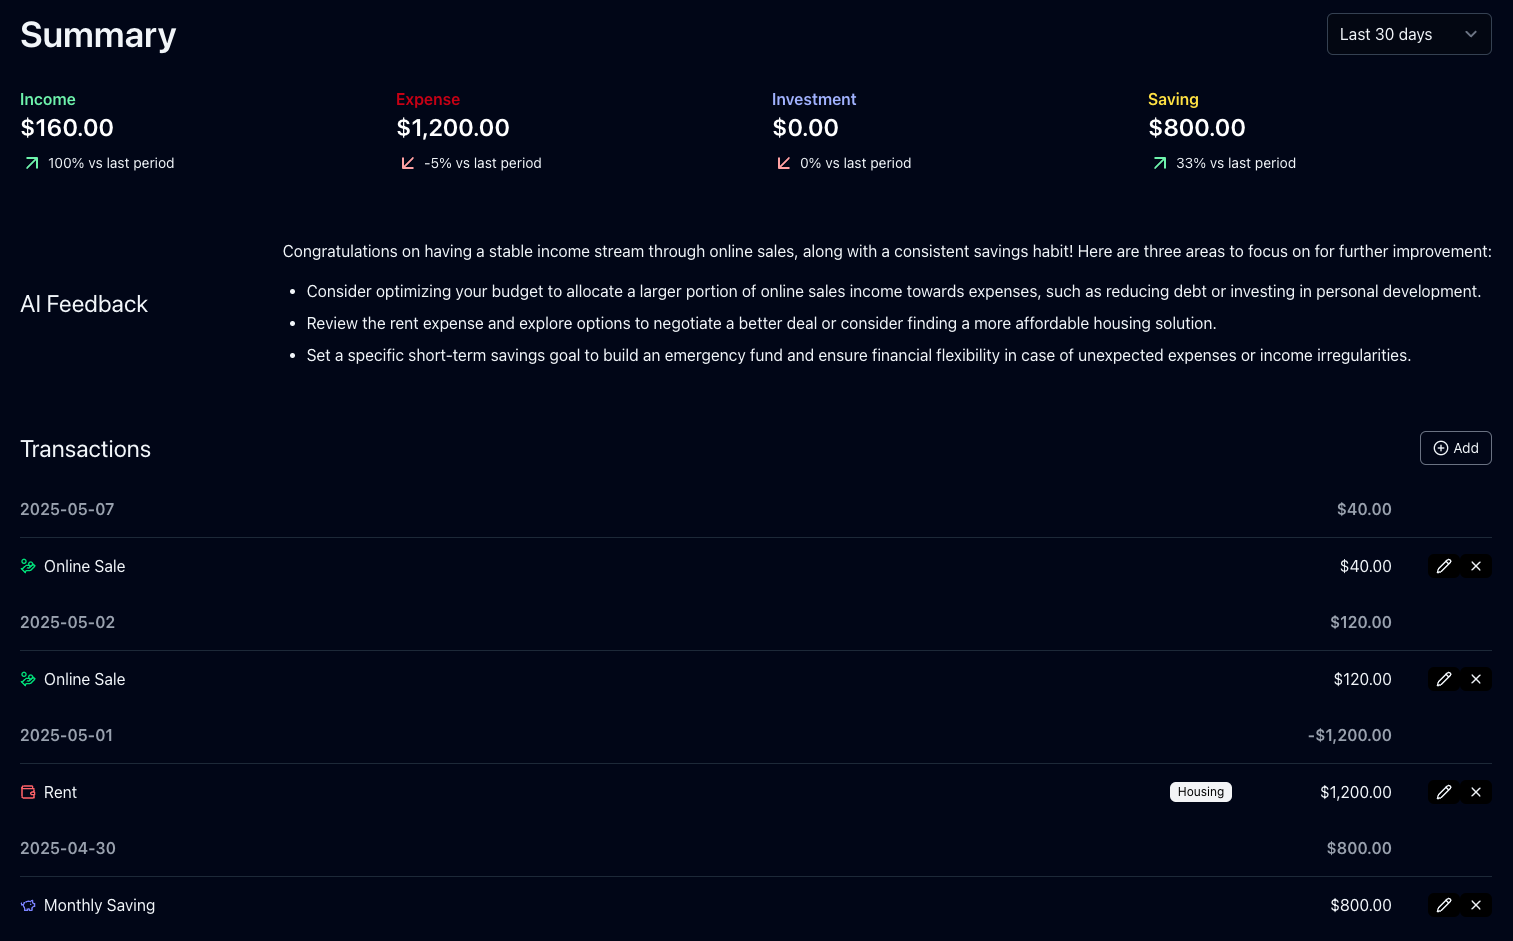 Summary
Last 30 days
Income
$160.00
100% vs last period
Expense
$1,200.00
-5% vs last period
Investment
$0.00
0% vs last period
Saving
$800.00
33% vs last period
AI Feedback
Congratulations on having a stable income stream through online sales, along with a consistent savings habit! Here are three areas to focus on for further improvement:
• Consider optimizing your budget to allocate a larger portion of online sales income towards expenses, such as reducing debt or investing in personal development.
• Review the rent expense and explore options to negotiate a better deal or consider finding a more affordable housing solution.
• Set a specific short-term savings goal to build an emergency fund and ensure financial flexibility in case of unexpected expenses or income irregularities.
Transactions
Add
2025-05-07 $40.00
Online Sale $40.00
2025-05-02 $120.00
Online Sale $120.00
2025-05-01 -$1,200.00
Rent Housing $1,200.00
2025-04-30 $800.00
Monthly Saving $800.00